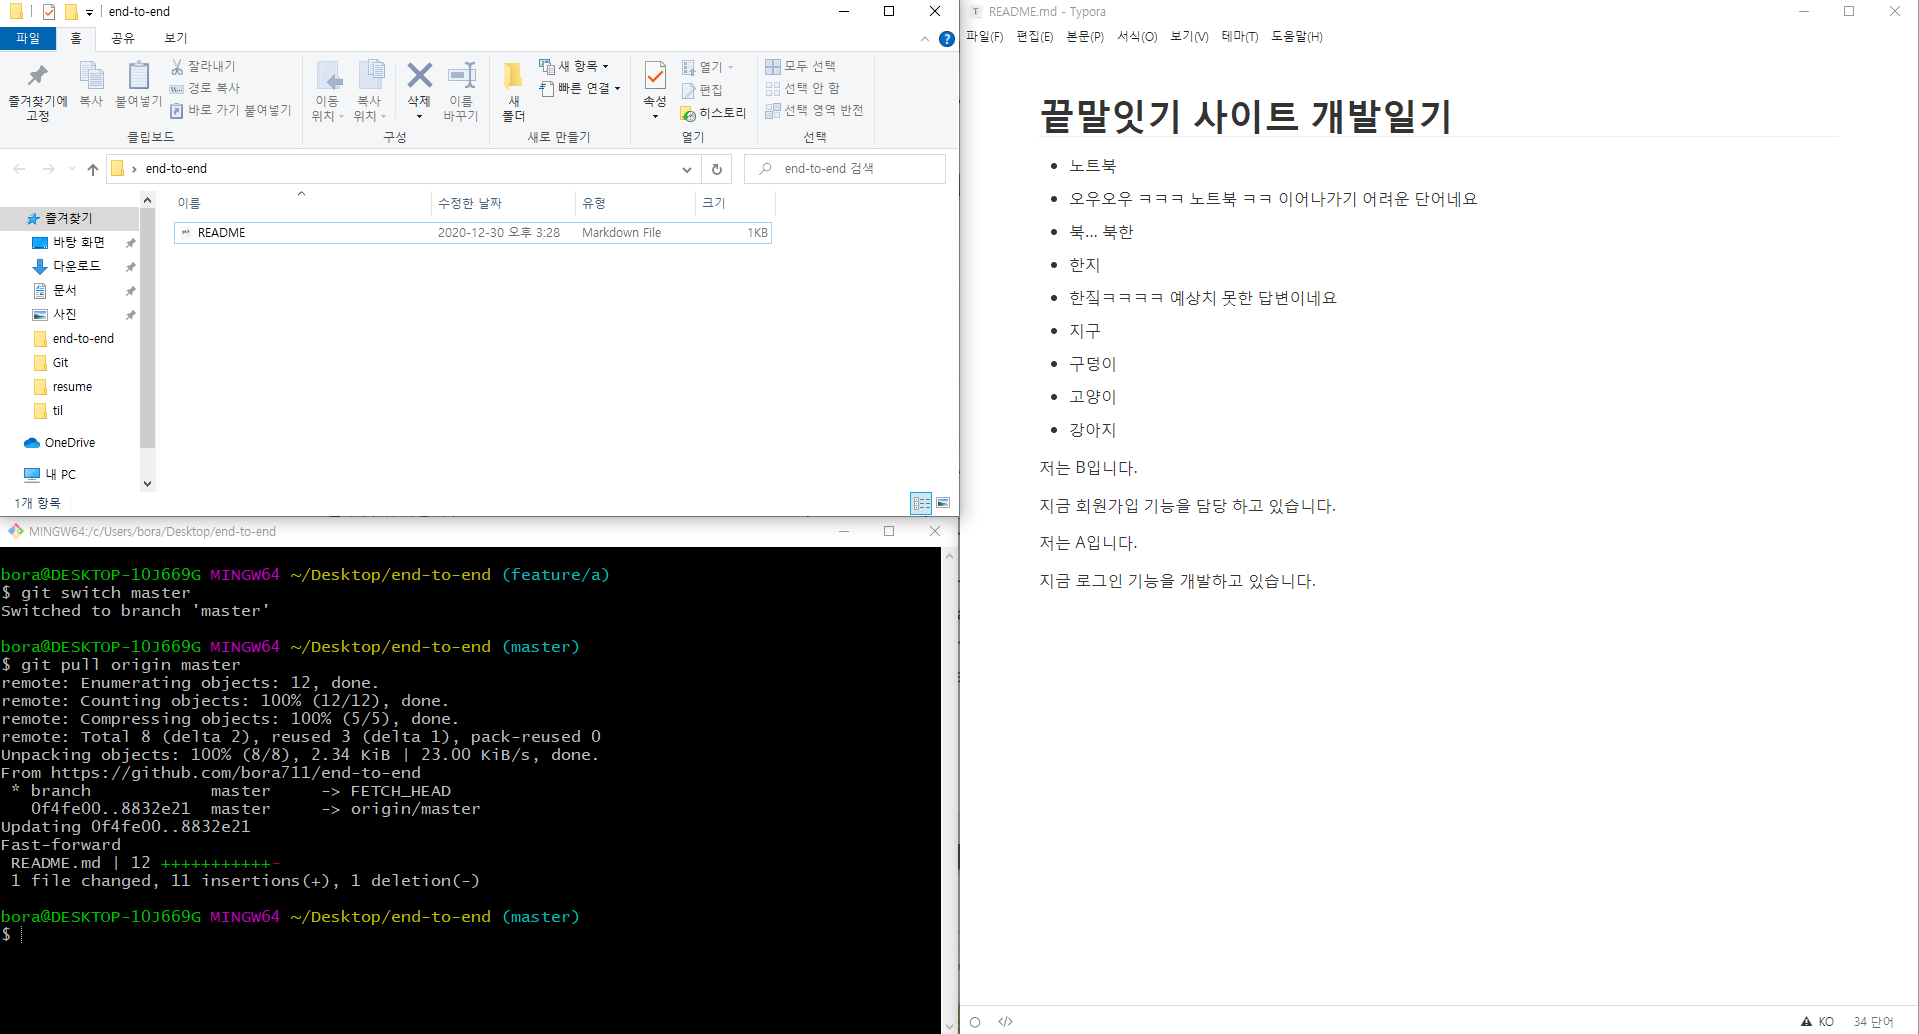 end-to-end
파일 홈 공유 보기
즐겨찾기에 고정
복사
붙여넣기
잘라내기
경로 복사
바로 가기 붙여넣기
클립보드
이동 위치
복사 위치
삭제
이름 바꾸기
구성
새 폴더
새 항목
빠른 연결
새로 만들기
속성
열기
편집
히스토리
열기
모두 선택
선택 안 함
선택 영역 반전
선택
end-to-end
end-to-end 검색
즐겨찾기
바탕 화면
다운로드
문서
사진
end-to-end
Git
resume
til
OneDrive
내 PC
이름 수정한 날짜 유형 크기
README 2020-12-30 오후 3:28 Markdown File 1KB
1개 항목
MINGW64:/c/Users/bora/Desktop/end-to-end
bora@DESKTOP-1OJ669G MINGW64 ~/Desktop/end-to-end (feature/a)
$ git switch master
Switched to branch 'master'
bora@DESKTOP-1OJ669G MINGW64 ~/Desktop/end-to-end (master)
$ git pull origin master
remote: Enumerating objects: 12, done.
remote: Counting objects: 100% (12/12), done.
remote: Compressing objects: 100% (5/5), done.
remote: Total 8 (delta 2), reused 3 (delta 1), pack-reused 0
Unpacking objects: 100% (8/8), 2.34 KiB | 23.00 KiB/s, done.
From https://github.com/bora711/end-to-end
* branch master -> FETCH_HEAD
0f4fe00..8832e21 master -> origin/master
Updating 0f4fe00..8832e21
Fast-forward
README.md | 12 +++++++++++-
1 file changed, 11 insertions(+), 1 deletion(-)
bora@DESKTOP-1OJ669G MINGW64 ~/Desktop/end-to-end (master)
$
T README.md - Typora
파일(F) 편집(E) 본문(P) 서식(O) 보기(V) 테마(T) 도움말(H)
끝말잇기 사이트 개발일기
• 노트북
• 오우오우 ㅋㅋㅋ 노트북 ㅋㅋ 이어나가기 어려운 단어네요
• 북... 북한
• 한지
• 한짘ㅋㅋㅋㅋ 예상치 못한 답변이네요
• 지구
• 구덩이
• 고양이
• 강아지
저는 B입니다.
지금 회원가입 기능을 담당 하고 있습니다.
저는 A입니다.
지금 로그인 기능을 개발하고 있습니다.
</> KO 34 단어